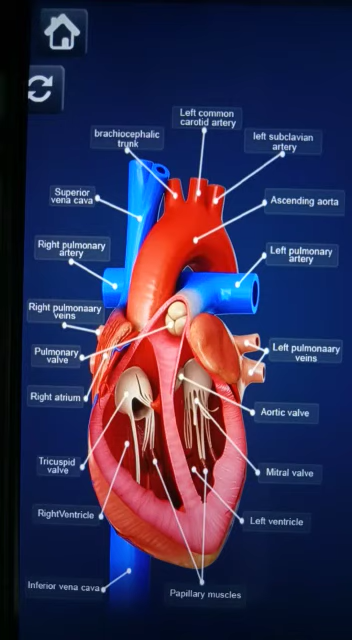 Left common
carotid artery
brachiocephalic
trunk
left subclavian
artery
Superior
vena cava
Ascending aorta
Right pulmonary
artery
Left pulmonary
artery
Right pulmonaary
veins
Pulmonary
valve
Left pulmonaary
veins
Right atrium
Aortic valve
Tricuspid
valve
Mitral valve
RightVentricle
Left ventricle
Inferior vena cava
Papillary muscles